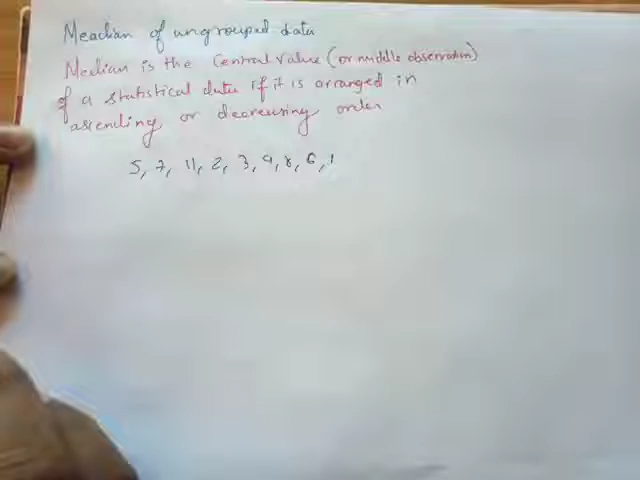 Meadian of ungrouped data
Median is the Central value (or middle observation)
of a statistical data if it is arranged in
ascending or decreasing order
5, 7, 11, 2, 3, 9, 8, 6, 1